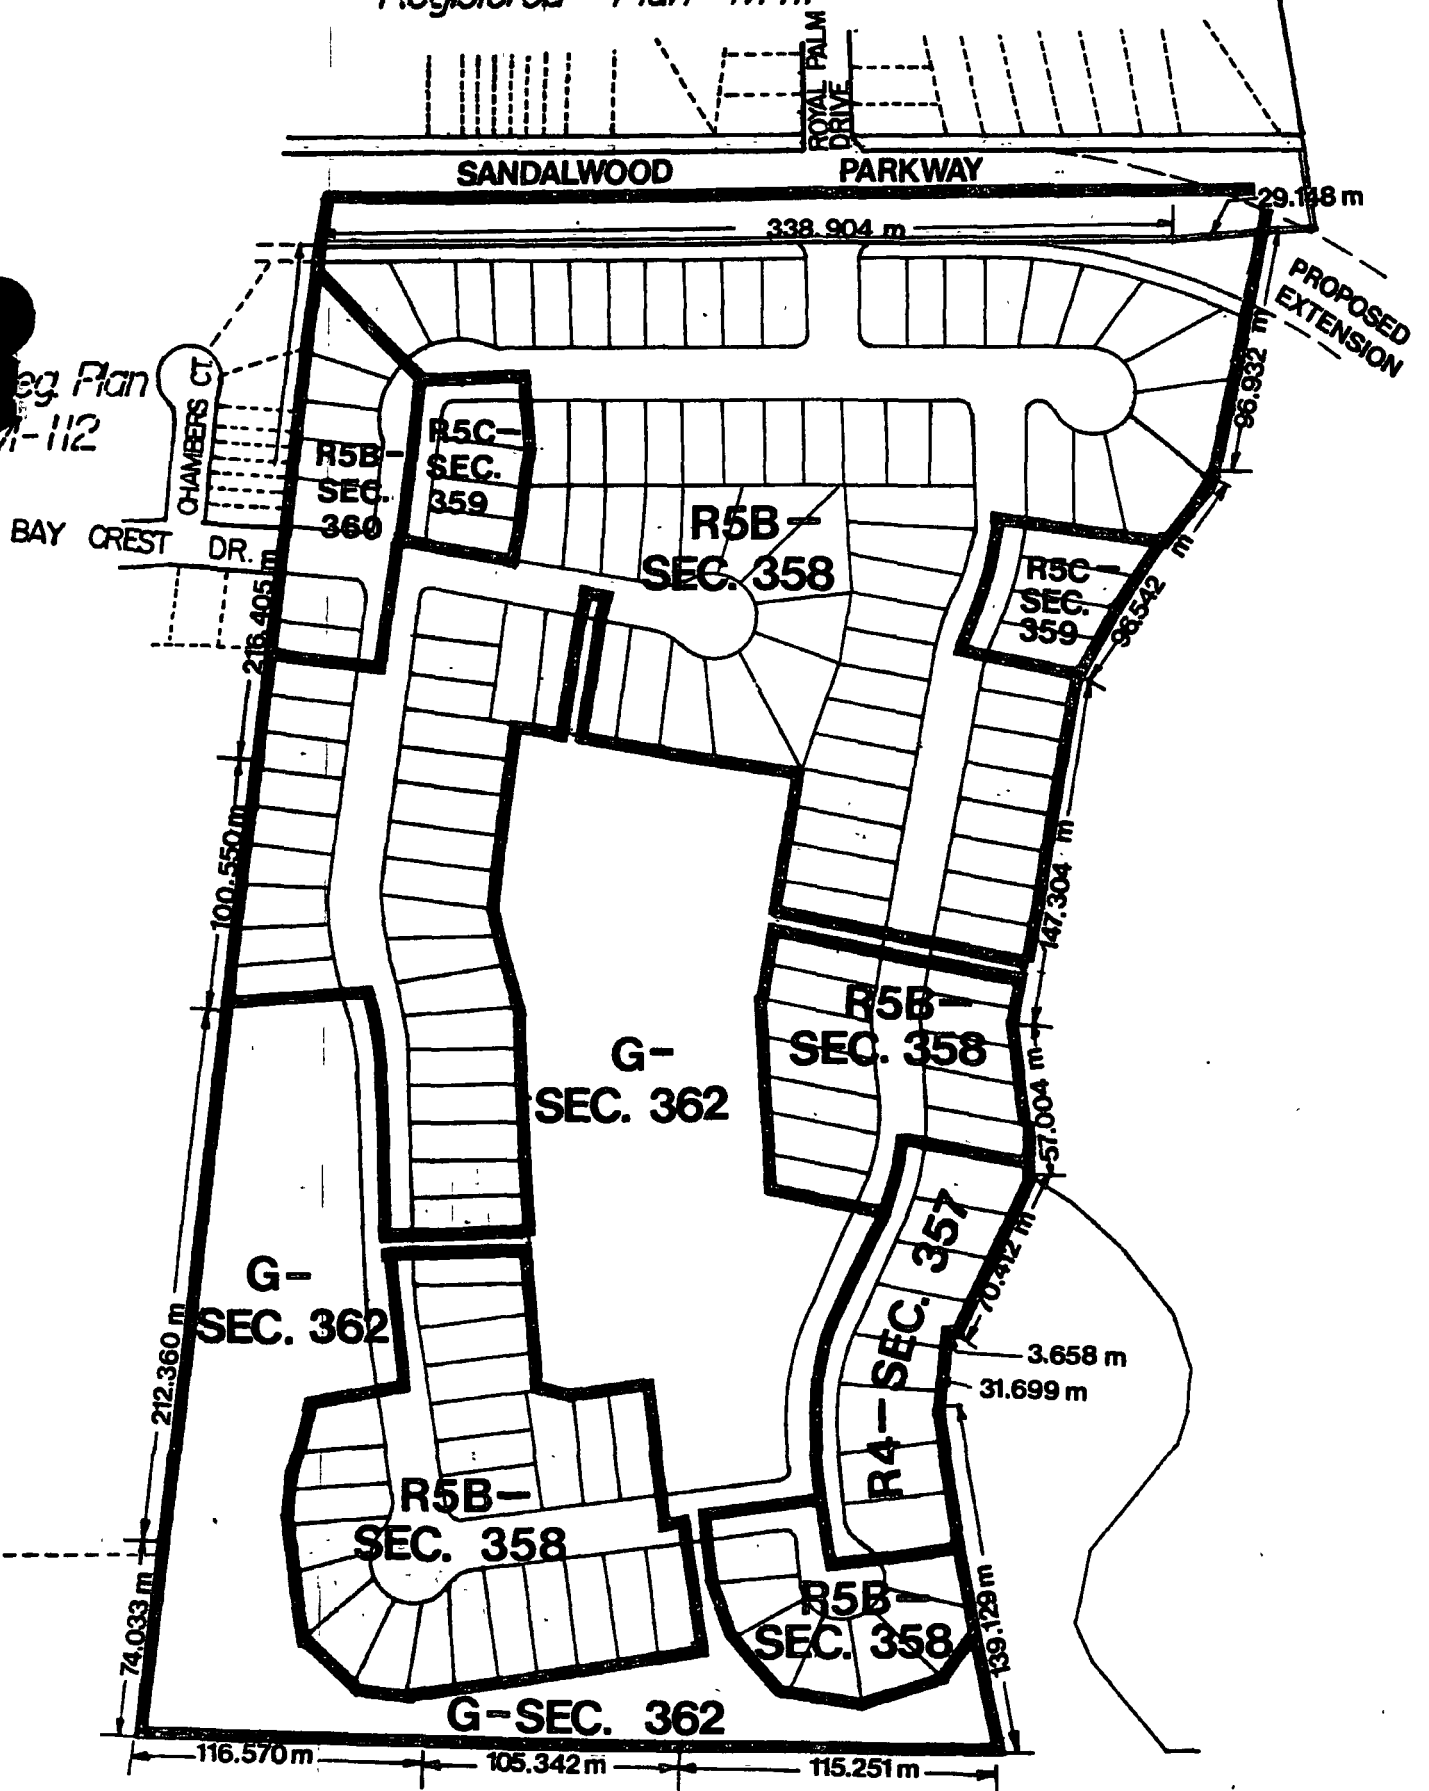 Registered Plan
ROYAL PALM
DRIVE
SANDALWOOD PARKWAY
29.148 m
338.904 m
PROPOSED
EXTENSION
eg. Plan
M-112
CHAMBERS CT.
96.932 m
R5C-
SEC.
359
R5B-
SEC.
360
BAY CREST DR.
R5B-
SEC. 358
R5C-
SEC.
359
96.542 m
216.405 m
100.550 m
147.304 m
R5B-
SEC. 358
G-
SEC. 362
57.004 m
R4-SEC. 357
70.412 m
G-
SEC. 362
212.360 m
3.658 m
31.699 m
R5B-
SEC. 358
R5B-
SEC. 358
74.033 m
139.129 m
G-SEC. 362
116.570 m
105.342 m
115.251 m